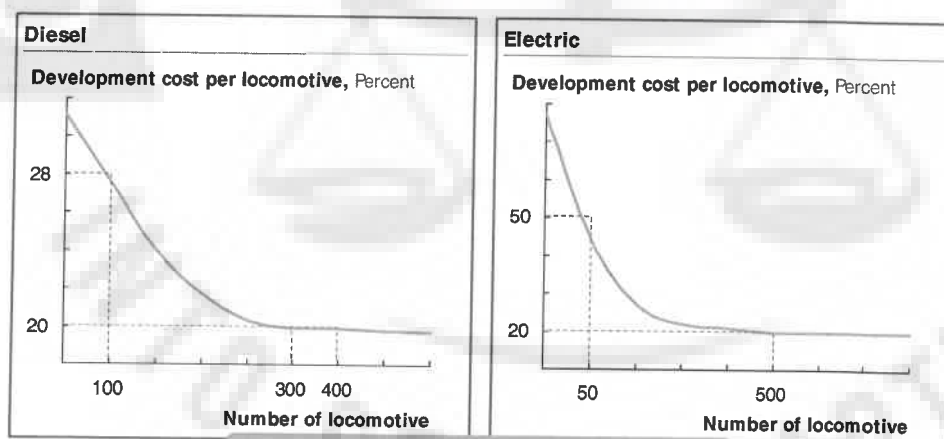 Diesel
Development cost per locomotive, Percent
28
20
100 300 400
Number of locomotive
Electric
Development cost per locomotive, Percent
50
20
50 500
Number of locomotive